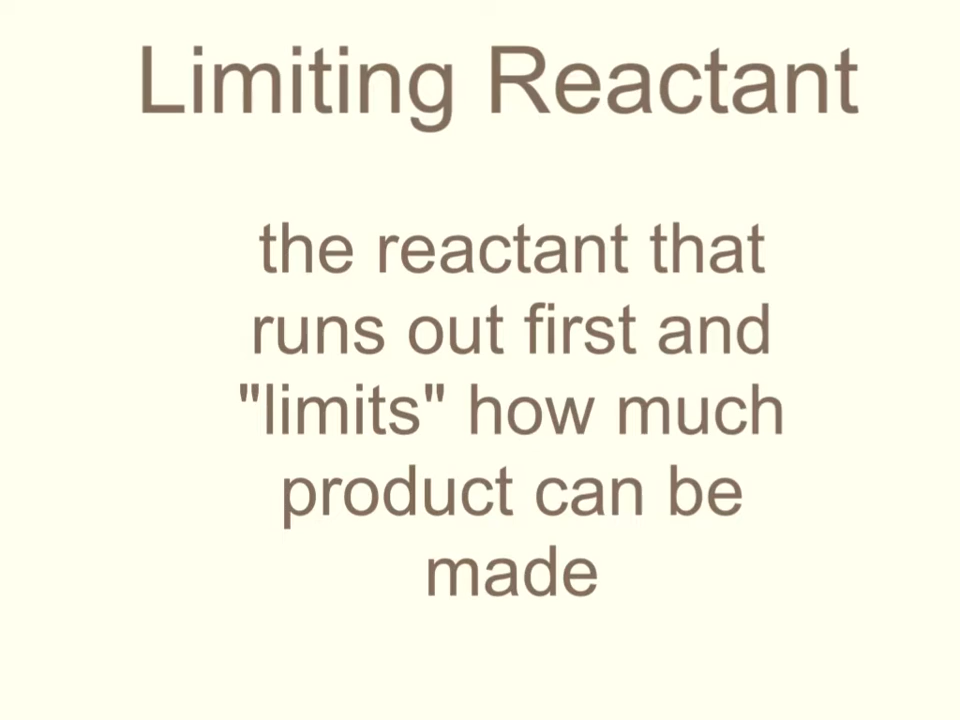 Limiting Reactant
the reactant that
runs out first and
"limits" how much
product can be
made